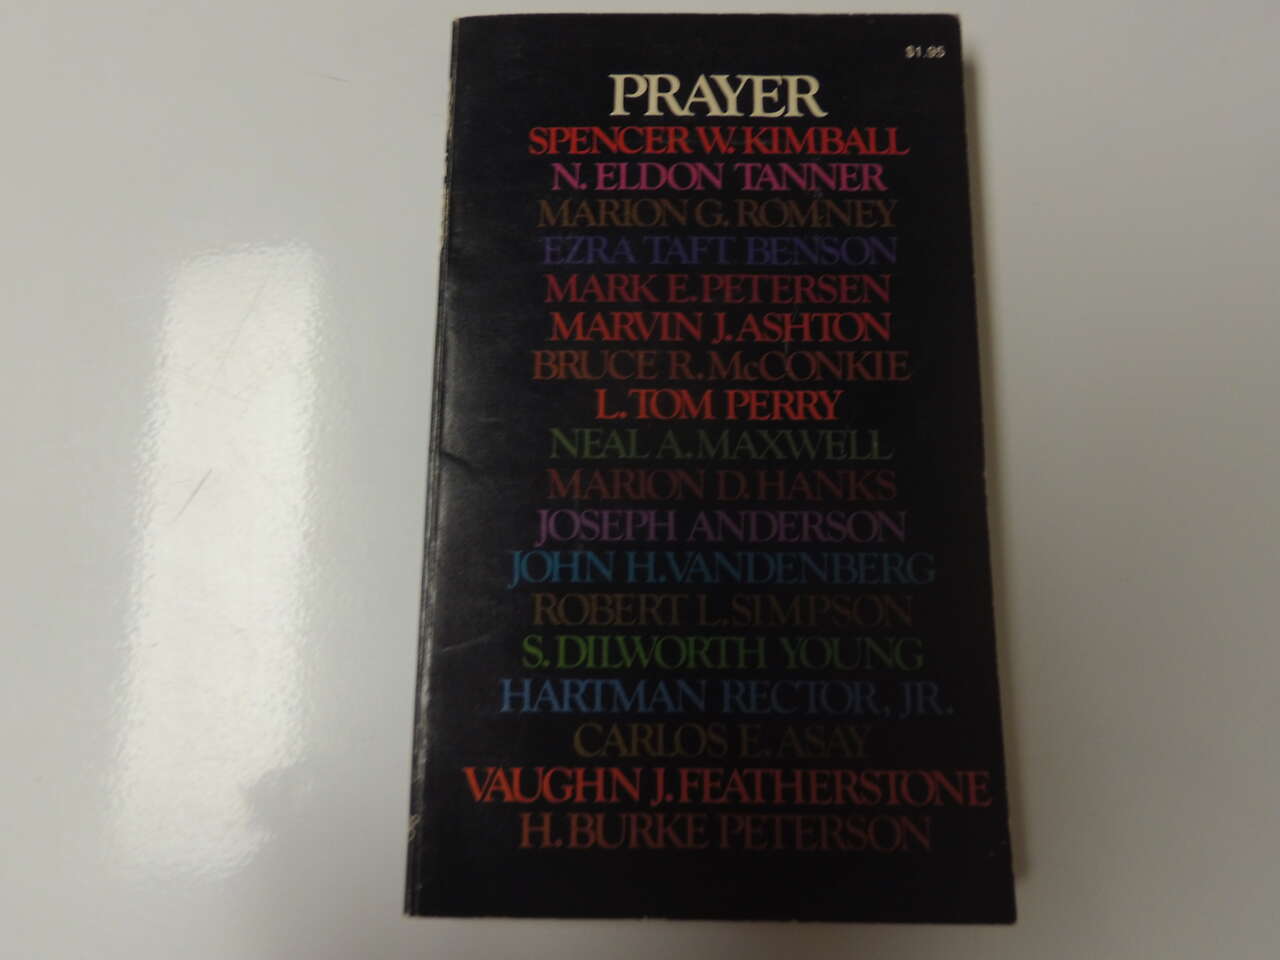 $1.95
PRAYER
SPENCER W. KIMBALL
N. ELDON TANNER
MARION G. ROMNEY
EZRA TAFT BENSON
MARK E. PETERSEN
MARVIN J. ASHTON
BRUCE R. McCONKIE
L. TOM PERRY
NEAL A. MAXWELL
MARION D. HANKS
JOSEPH ANDERSON
JOHN H. VANDENBERG
ROBERT L. SIMPSON
S. DILWORTH YOUNG
HARTMAN RECTOR, JR.
CARLOS E. ASAY
VAUGHN J. FEATHERSTONE
H. BURKE PETERSON